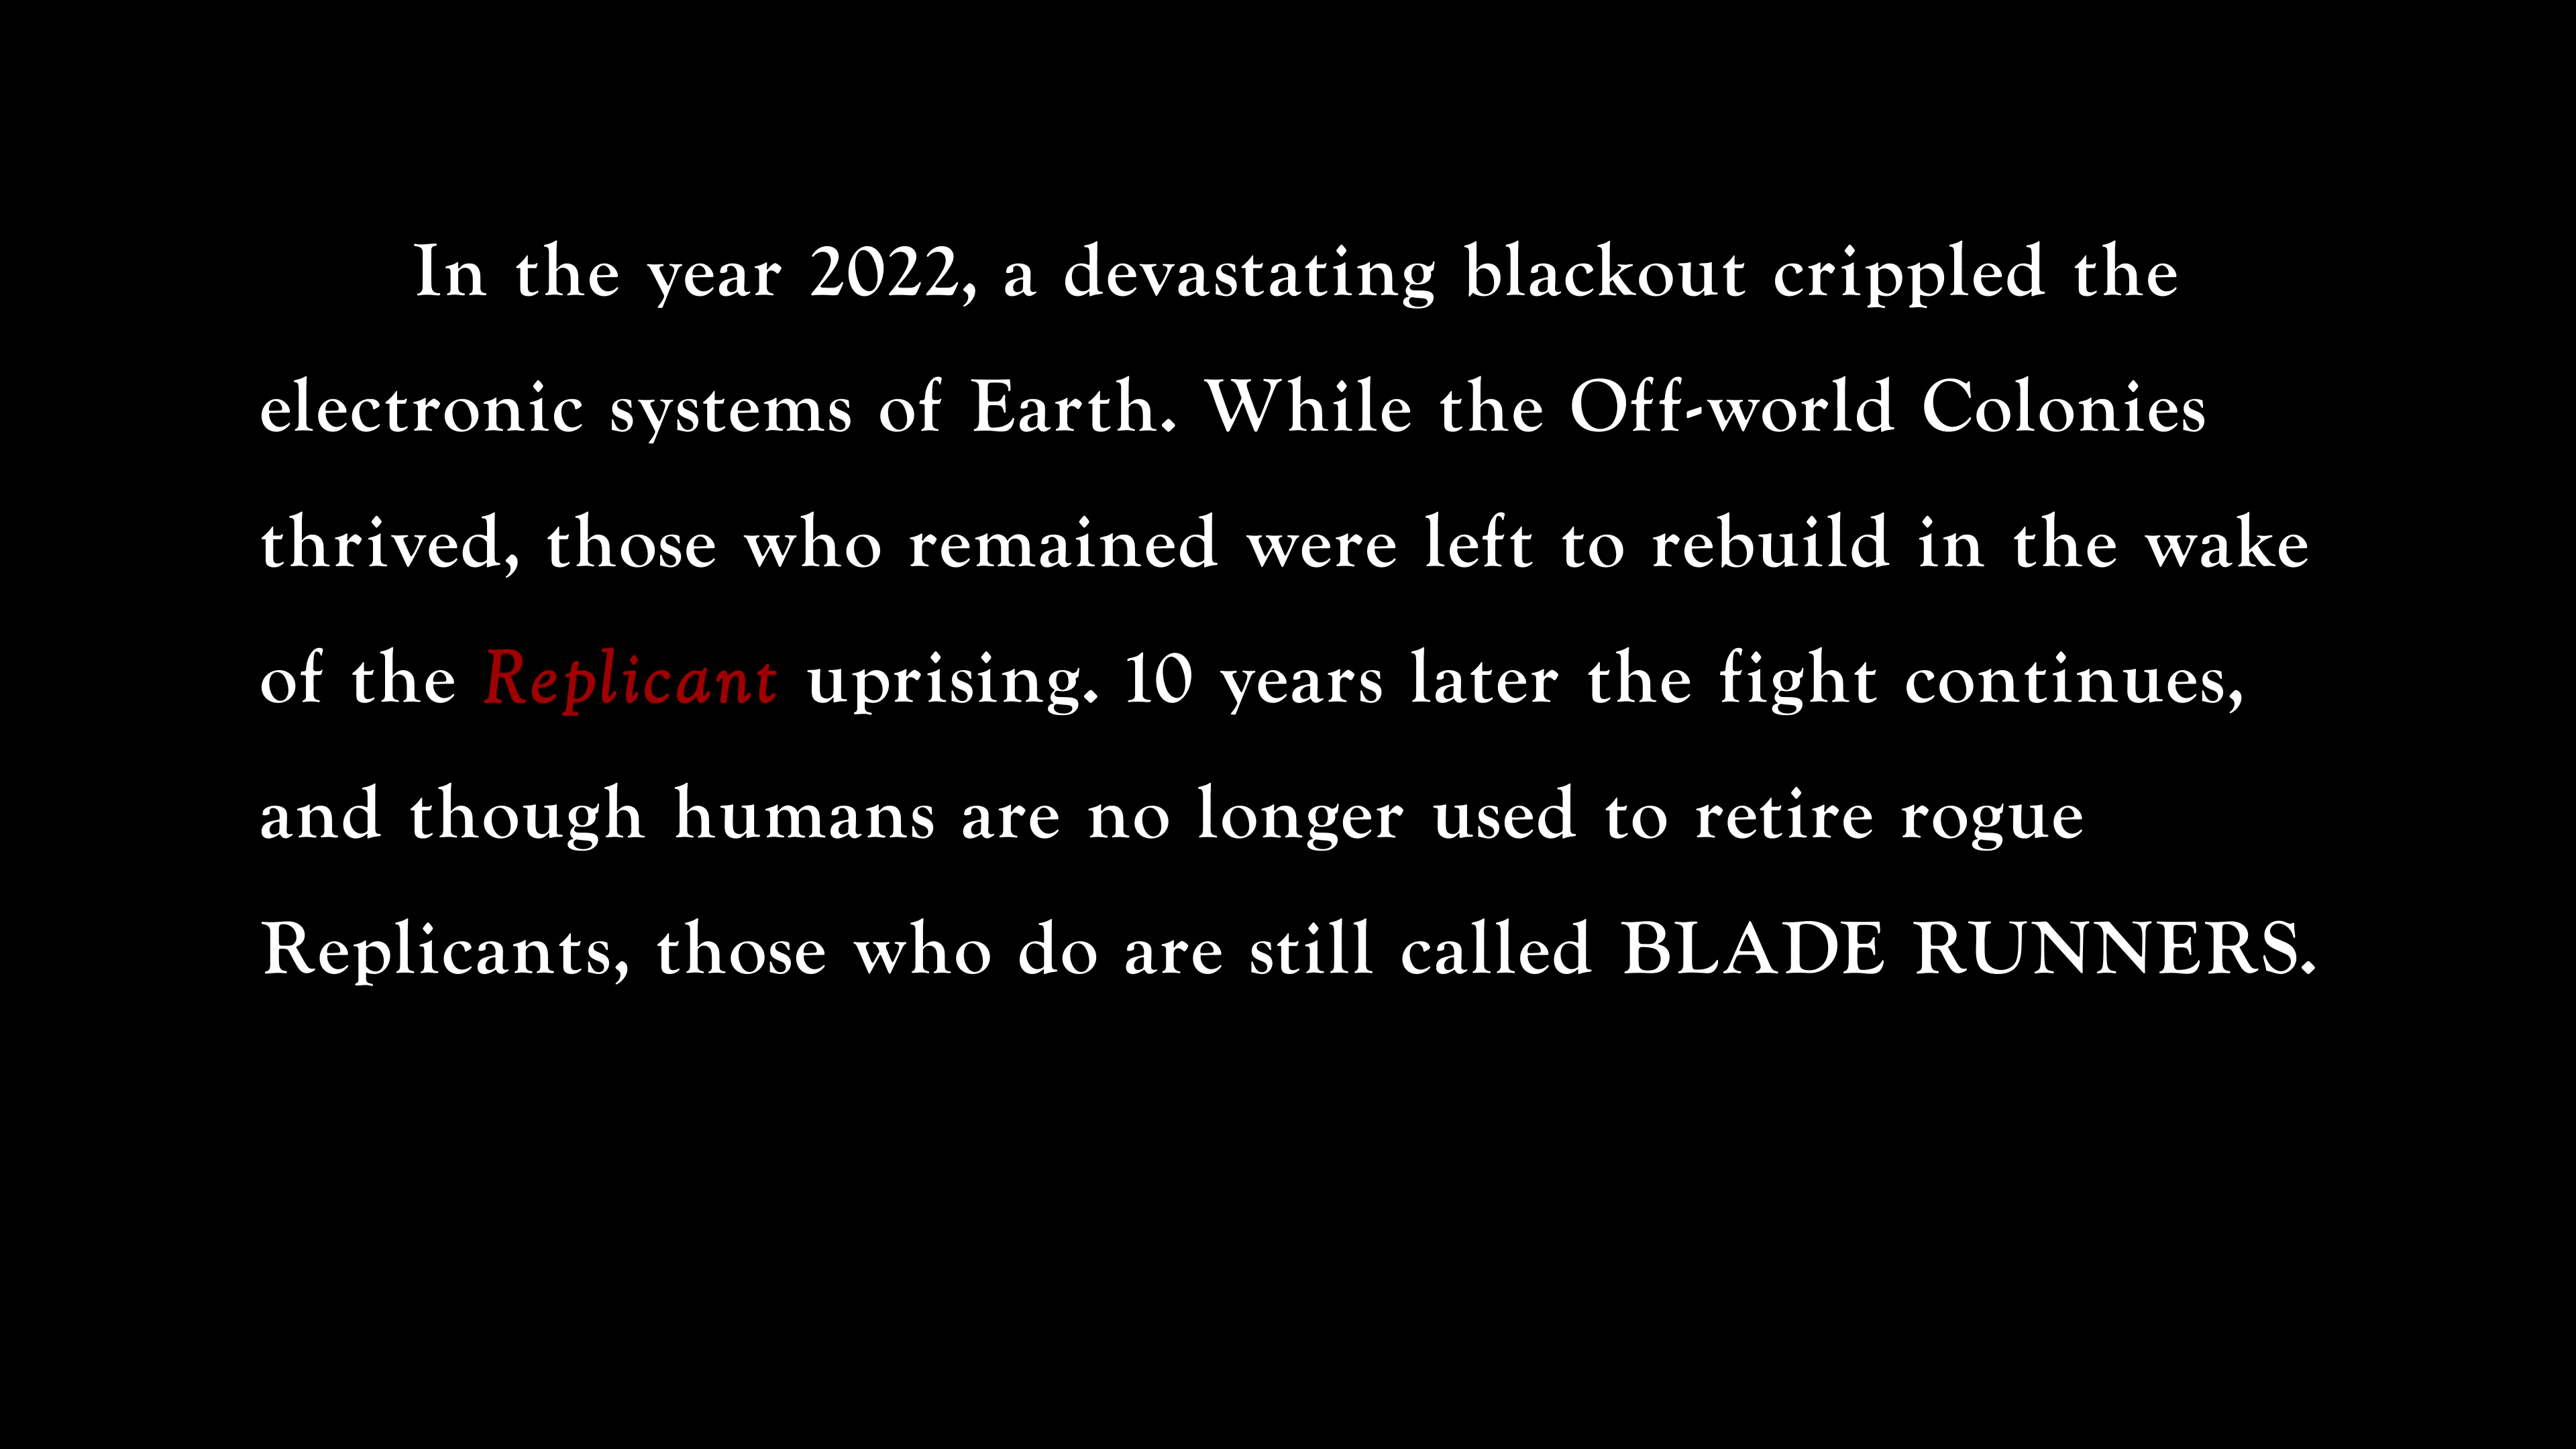 In the year 2022, a devastating blackout crippled the
electronic systems of Earth. While the Off-world Colonies
thrived, those who remained were left to rebuild in the wake
of the Replicant uprising. 10 years later the fight continues,
and though humans are no longer used to retire rogue
Replicants, those who do are still called BLADE RUNNERS.